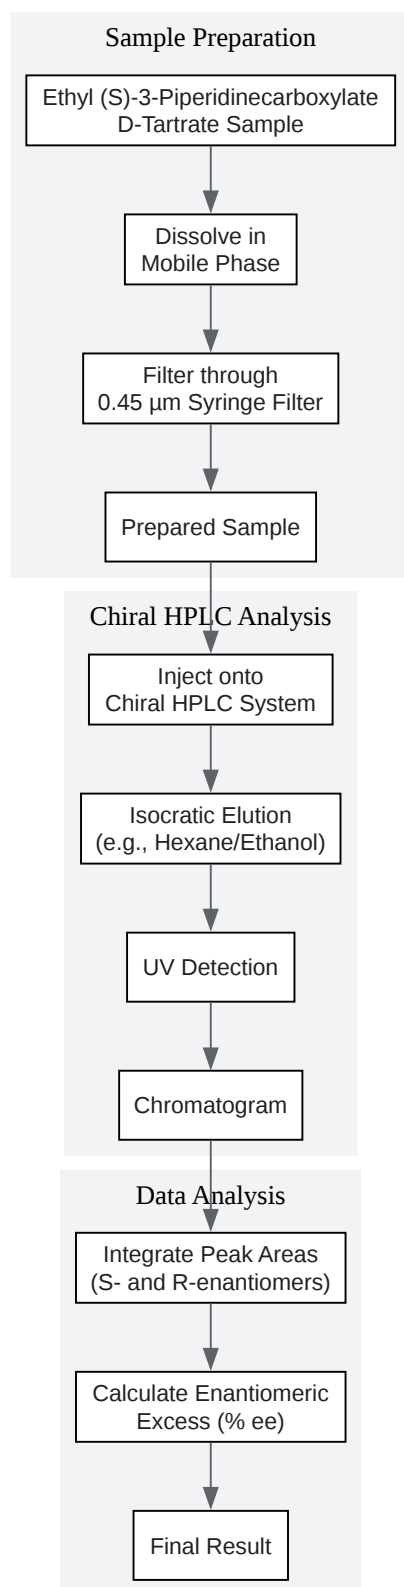 Sample Preparation
Ethyl (S)-3-Piperidinecarboxylate
D-Tartrate Sample
Dissolve in
Mobile Phase
Filter through
0.45 µm Syringe Filter
Prepared Sample
Chiral HPLC Analysis
Inject onto
Chiral HPLC System
Isocratic Elution
(e.g., Hexane/Ethanol)
UV Detection
Chromatogram
Data Analysis
Integrate Peak Areas
(S- and R-enantiomers)
Calculate Enantiomeric
Excess (% ee)
Final Result